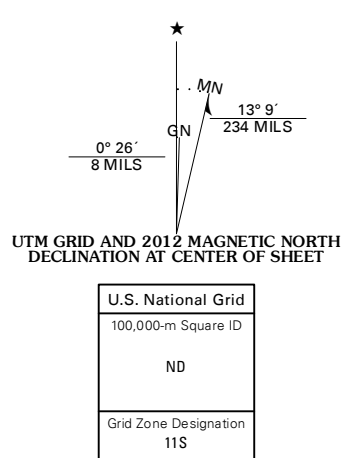 ★
MN
13° 9´
234 MILS
GN
0° 26´
8 MILS
UTM GRID AND 2012 MAGNETIC NORTH
DECLINATION AT CENTER OF SHEET
U.S. National Grid
100,000-m Square ID
ND
Grid Zone Designation
11S